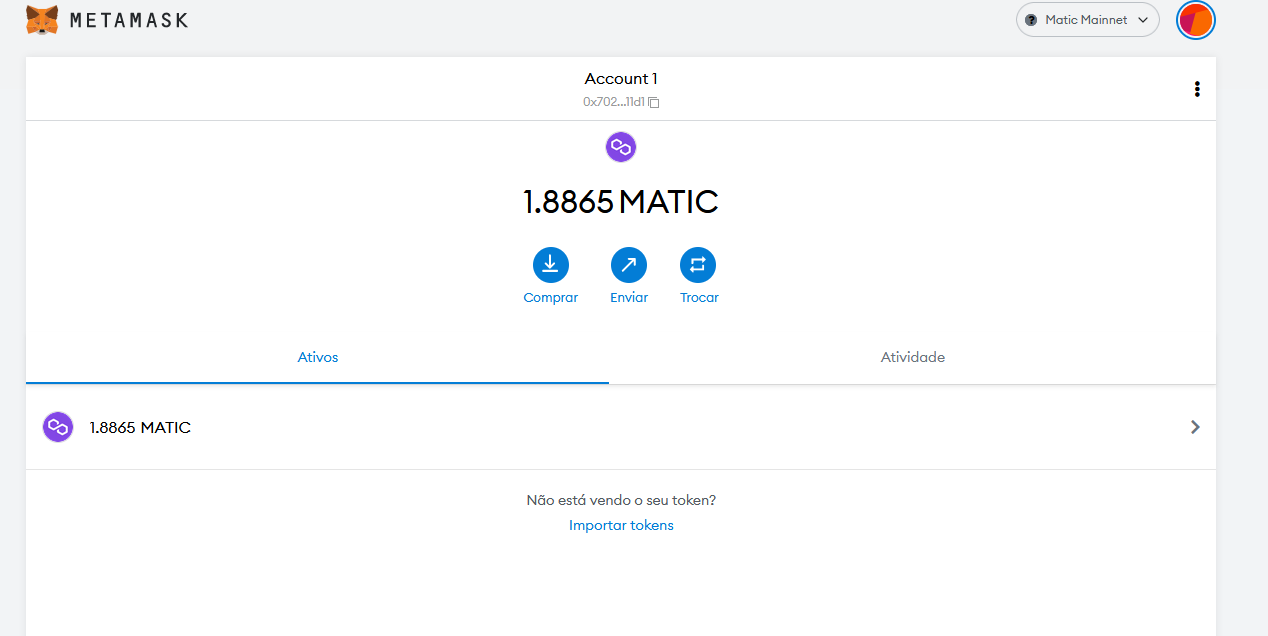 METAMASK
Matic Mainnet
Account 1
0x702...11d1
1.8865 MATIC
Comprar
Enviar
Trocar
Ativos
Atividade
1.8865 MATIC
Não está vendo o seu token?
Importar tokens